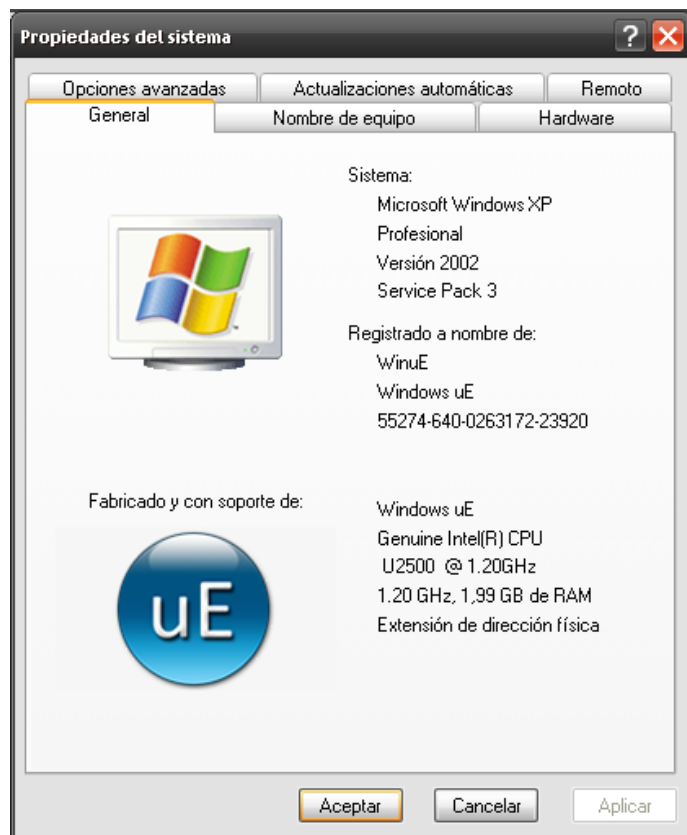 Propiedades del sistema
?
Opciones avanzadas
Actualizaciones automáticas
Remoto
General
Nombre de equipo
Hardware
Sistema:
Microsoft Windows XP
Profesional
Versión 2002
Service Pack 3
Registrado a nombre de:
WinuE
Windows uE
55274-640-0263172-23920
Fabricado y con soporte de:
uE
Windows uE
Genuine Intel(R) CPU
U2500 @ 1.20GHz
1.20 GHz, 1,99 GB de RAM
Extensión de dirección física
Aceptar
Cancelar
Aplicar